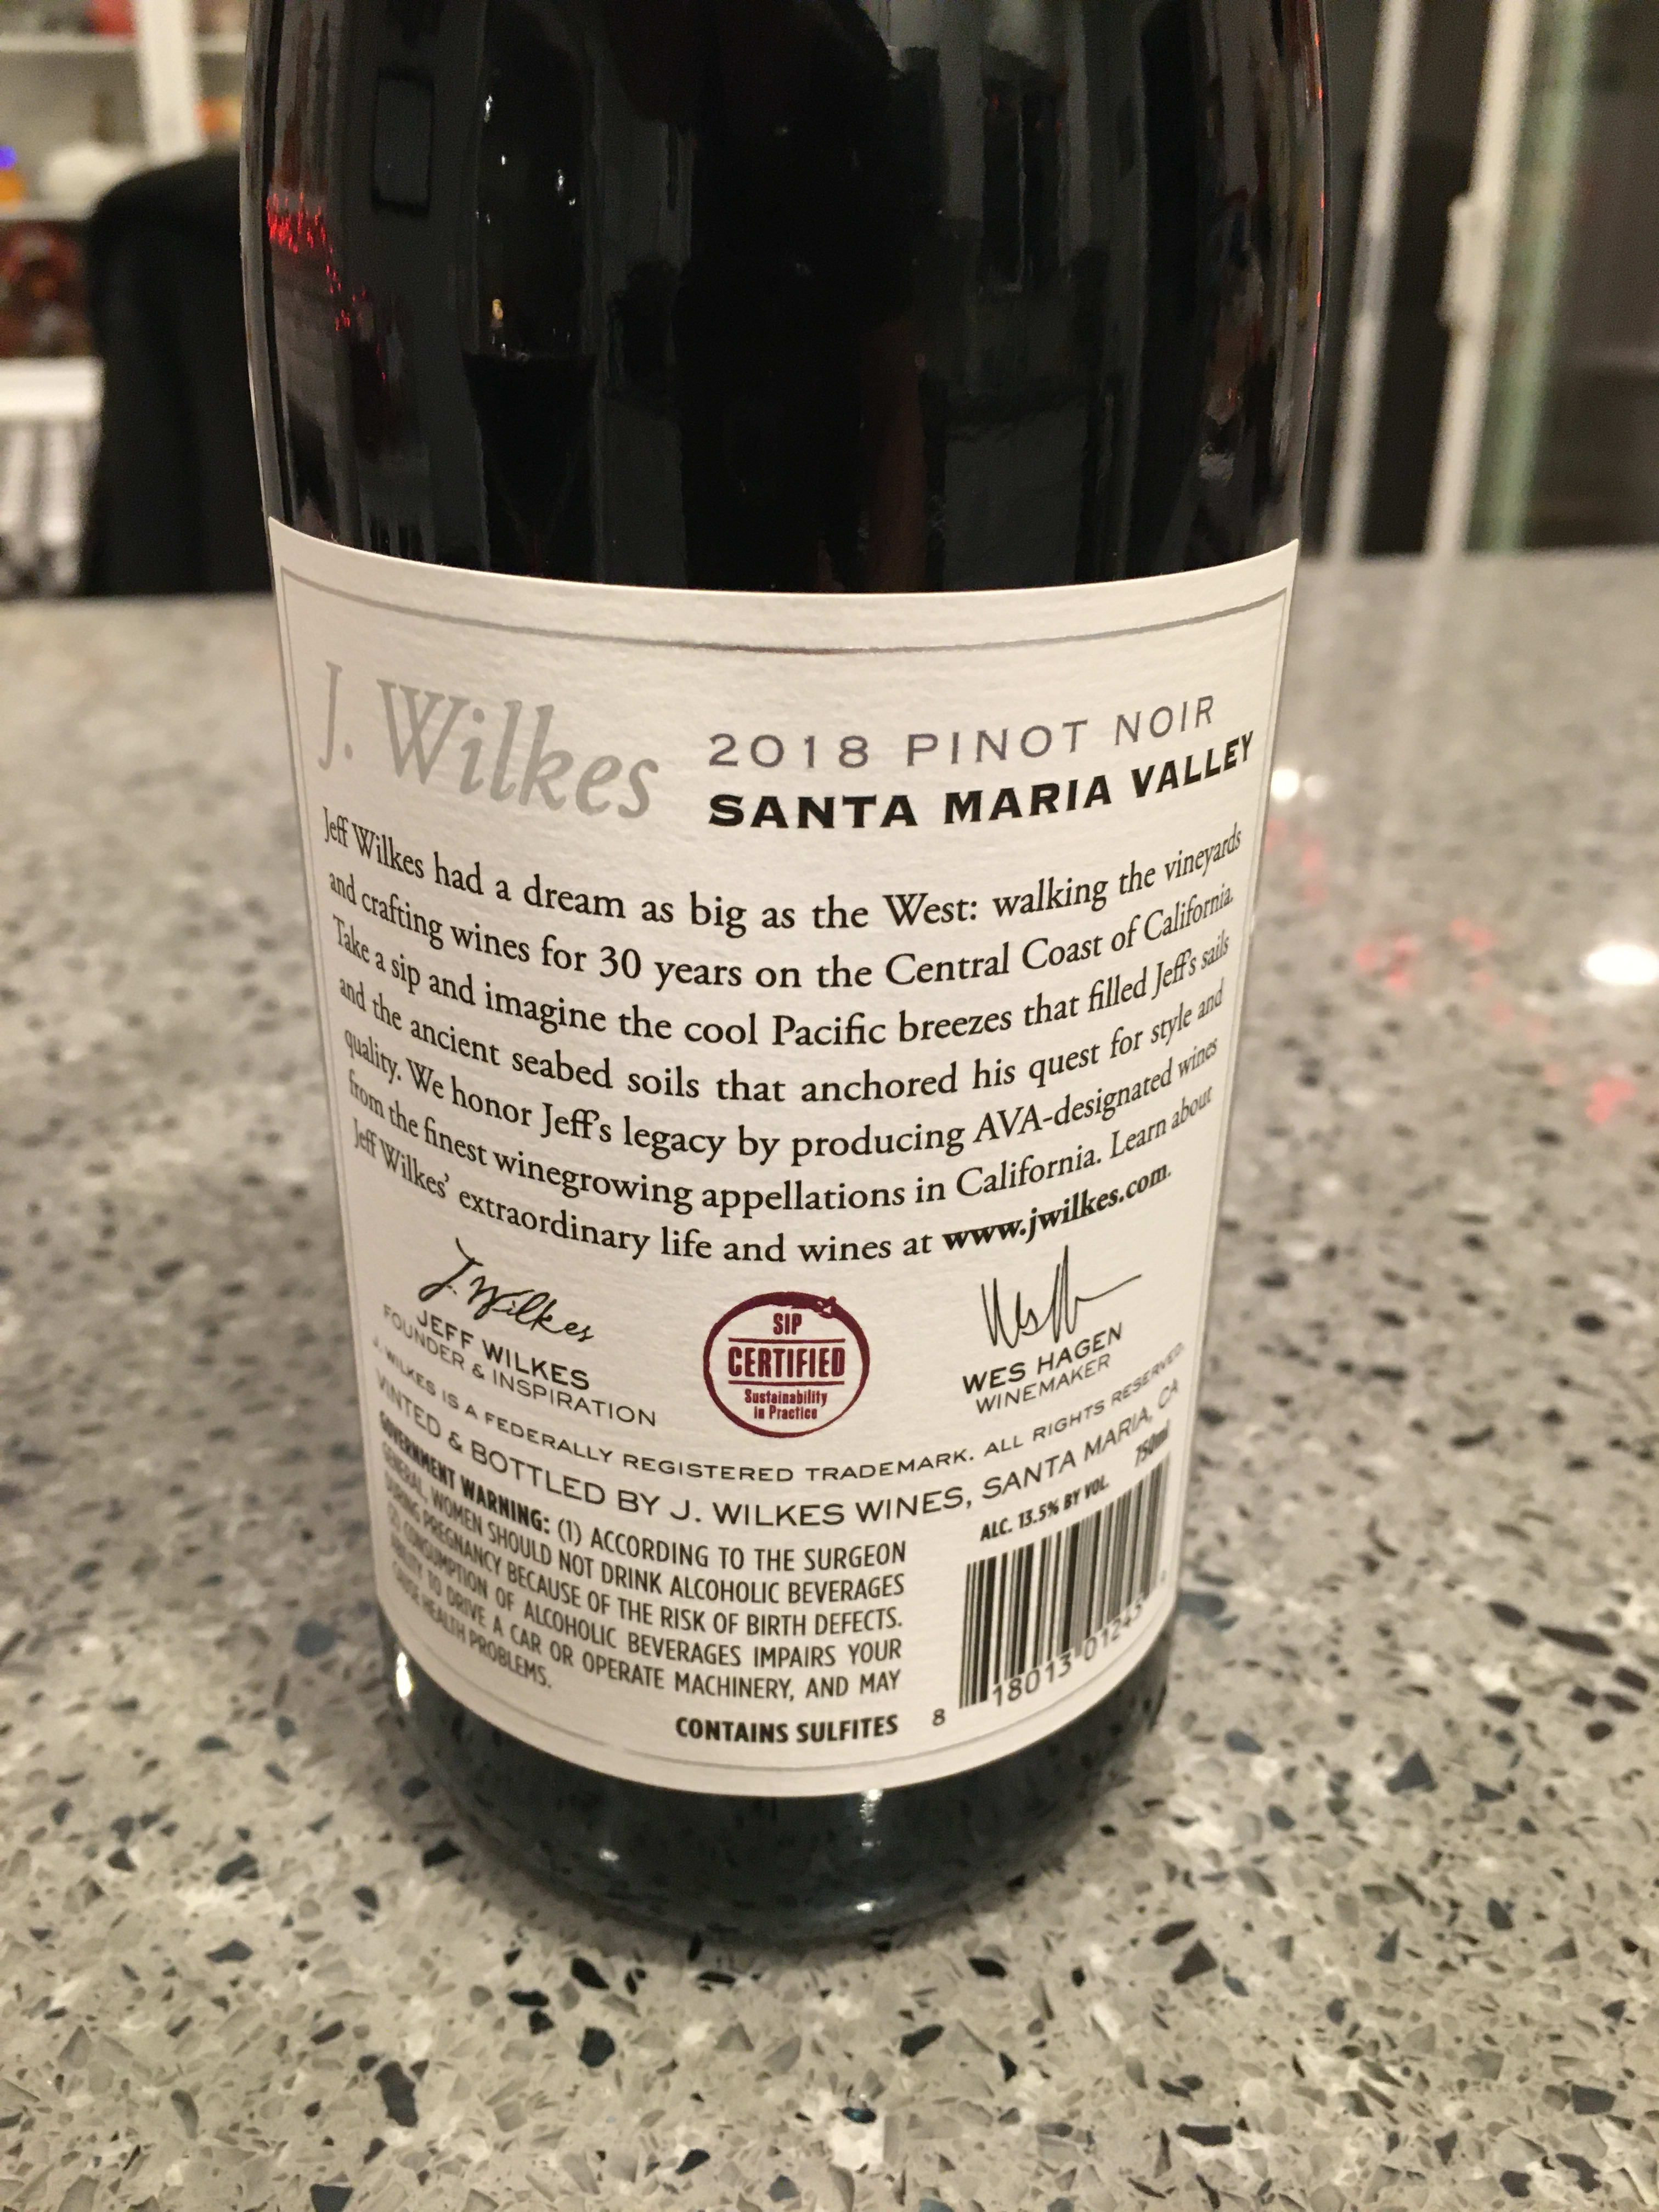 J. Wilkes
2018 PINOT NOIR
SANTA MARIA VALLEY
Jeff Wilkes had a dream as big as the West: walking the vineyards
and crafting wines for 30 years on the Central Coast of California.
Take a sip and imagine the cool Pacific breezes that filled Jeff's sails
and the ancient seabed soils that anchored his quest for style and
quality. We honor Jeff's legacy by producing AVA-designated wines
from the finest winegrowing appellations in California. Learn about
Jeff Wilkes' extraordinary life and wines at www.jwilkes.com.
J. Wilkes
JEFF WILKES
FOUNDER & INSPIRATION
SIP
CERTIFIED
Sustainability
in Practice
WES HAGEN
WINEMAKER
J. WILKES IS A FEDERALLY REGISTERED TRADEMARK. ALL RIGHTS RESERVED.
VINTED & BOTTLED BY J. WILKES WINES, SANTA MARIA, CA
GOVERNMENT WARNING: (1) ACCORDING TO THE SURGEON
GENERAL, WOMEN SHOULD NOT DRINK ALCOHOLIC BEVERAGES
DURING PREGNANCY BECAUSE OF THE RISK OF BIRTH DEFECTS.
(2) CONSUMPTION OF ALCOHOLIC BEVERAGES IMPAIRS YOUR
ABILITY TO DRIVE A CAR OR OPERATE MACHINERY, AND MAY
CAUSE HEALTH PROBLEMS.
CONTAINS SULFITES
ALC. 13.5% BY VOL. 750ml
8 18013